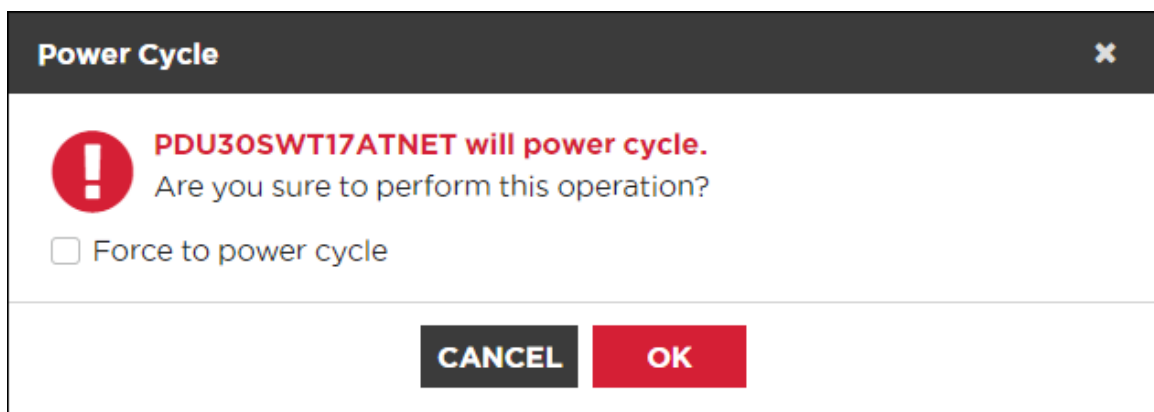 Power Cycle
PDU30SWT17ATNET will power cycle.
Are you sure to perform this operation?
Force to power cycle
CANCEL OK